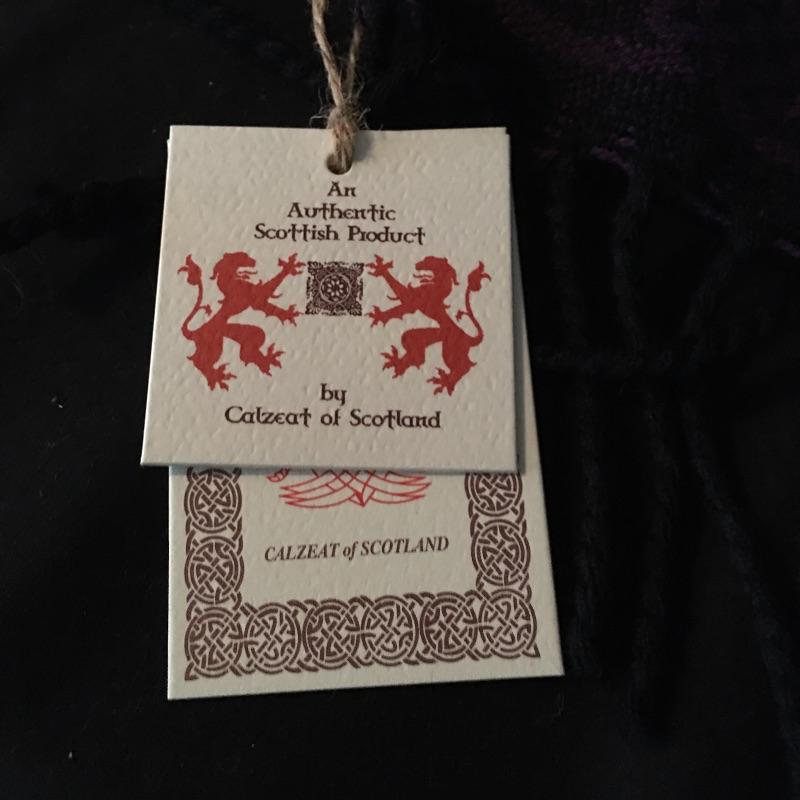 An
Authentic
Scottish Product
by
Calzeat of Scotland
CALZEAT of SCOTLAND